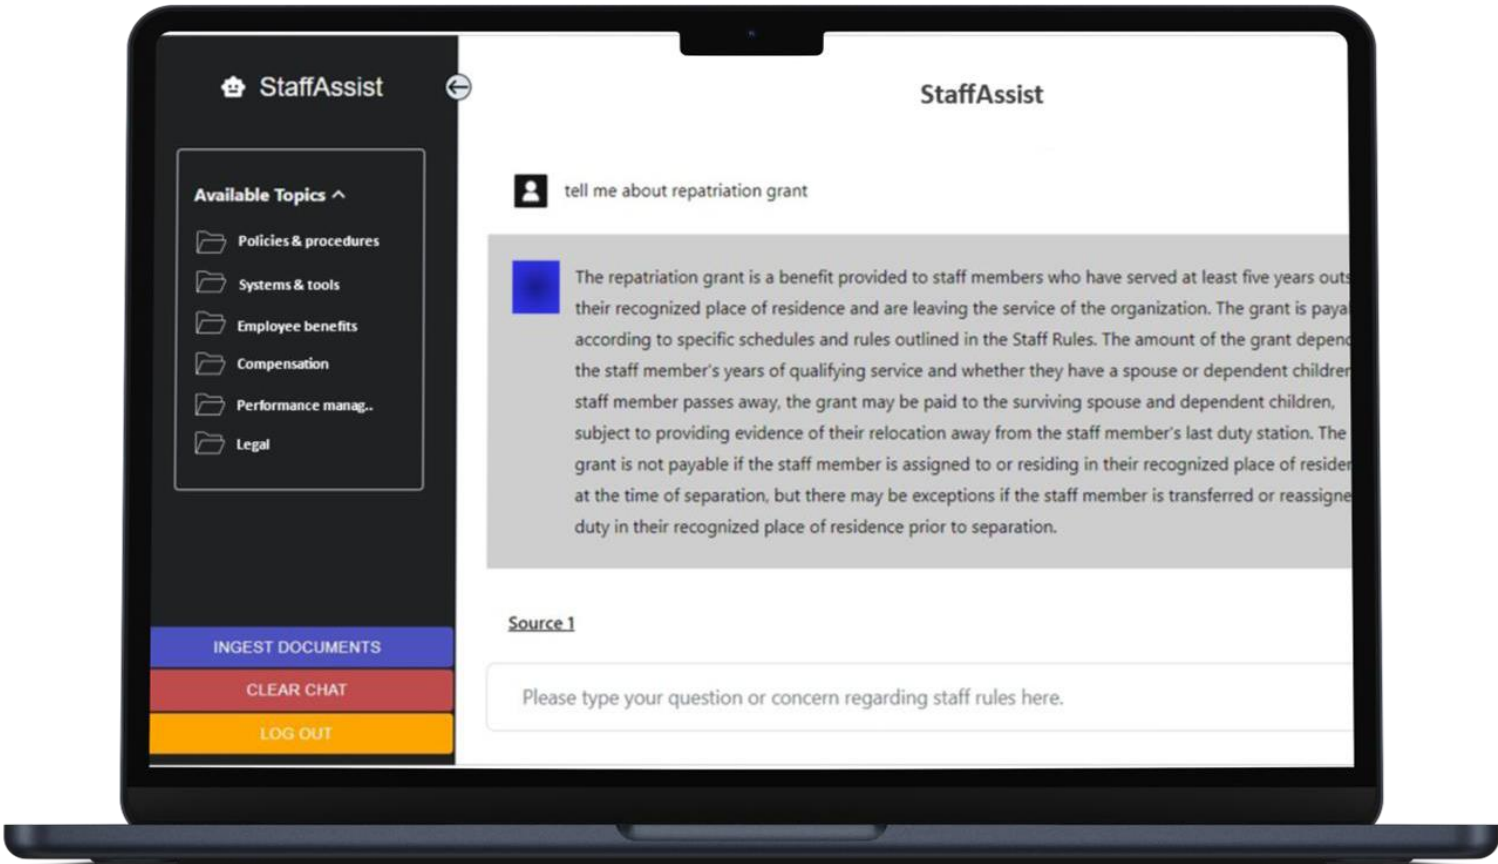 StaffAssist
Available Topics
Policies & procedures
Systems & tools
Employee benefits
Compensation
Performance manag..
Legal
INGEST DOCUMENTS
CLEAR CHAT
LOG OUT
StaffAssist
tell me about repatriation grant
The repatriation grant is a benefit provided to staff members who have served at least five years
their recognized place of residence and are leaving the service of the organization. The grant is
according to specific schedules and rules outlined in the Staff Rules. The amount of the grant
the staff member's years of qualifying service and whether they have a spouse or dependent
staff member passes away, the grant may be paid to the surviving spouse and dependent children,
subject to providing evidence of their relocation away from the staff member's last duty station. The
grant is not payable if the staff member is assigned to or residing in their recognized place of
at the time of separation, but there may be exceptions if the staff member is transferred or
duty in their recognized place of residence prior to separation.
Source 1
Please type your question or concern regarding staff rules here.